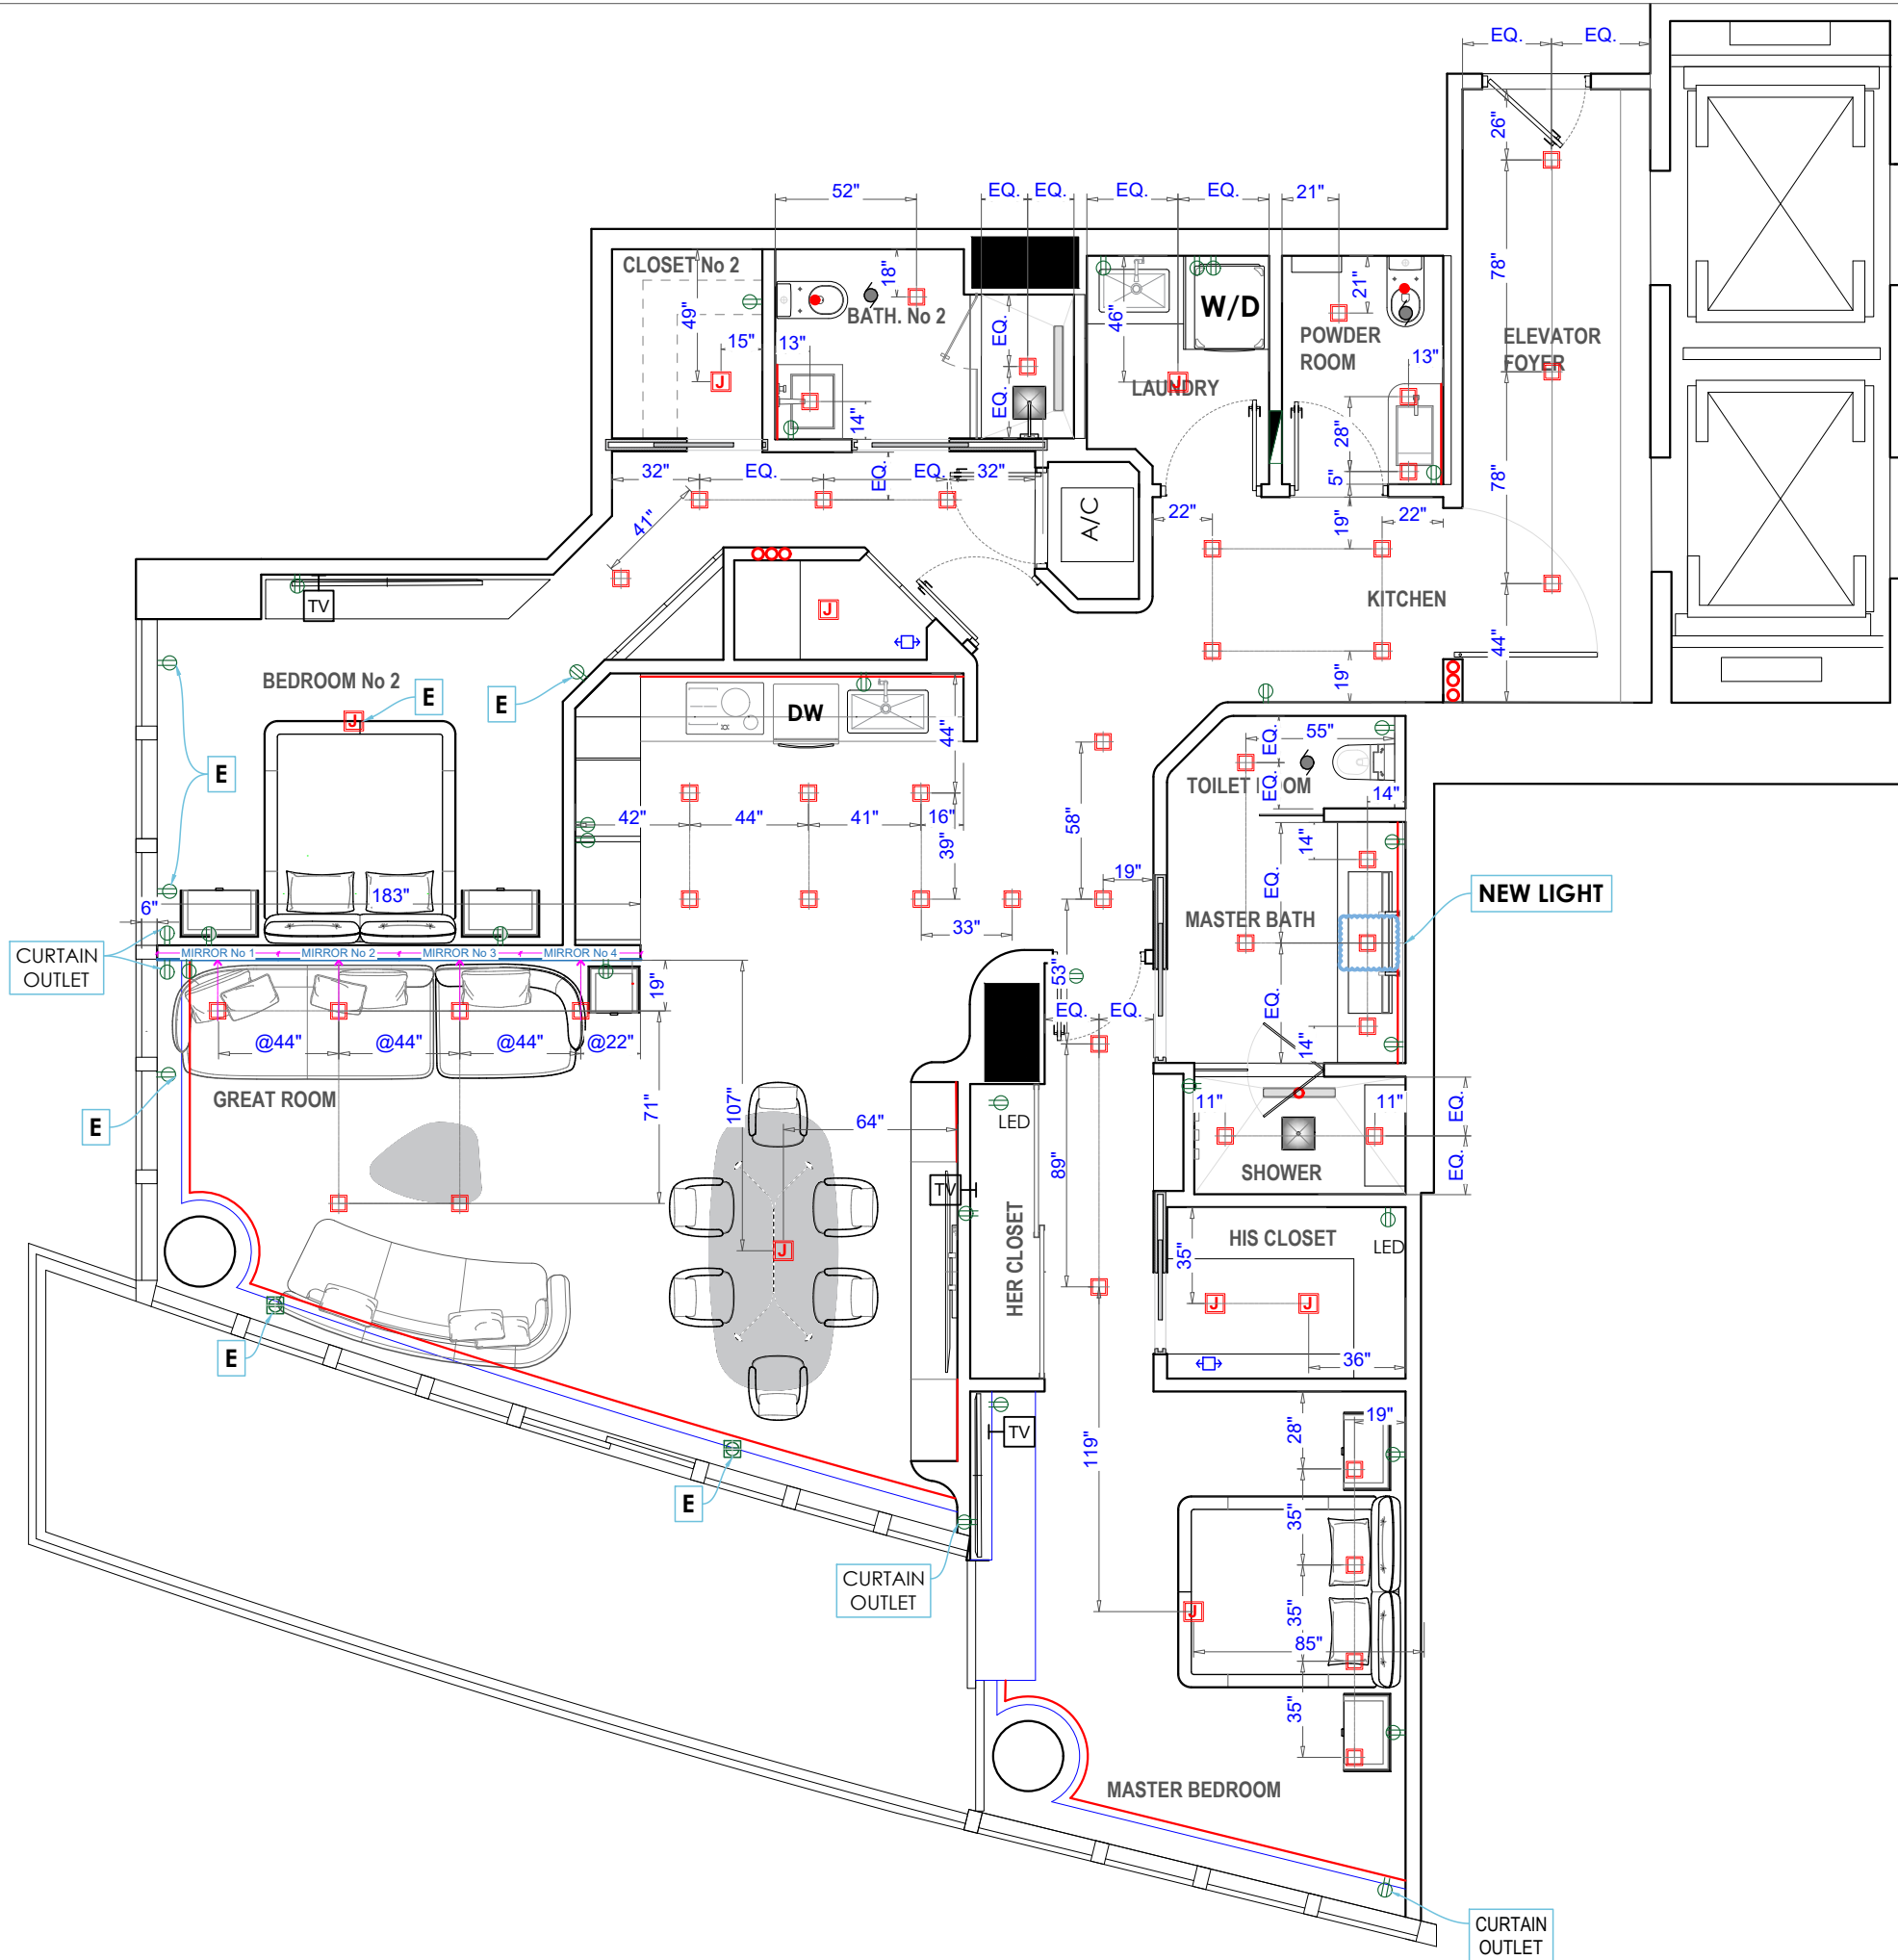 EQ. EQ.
26"
52" EQ. EQ. EQ. EQ. 21"
78"
CLOSET No 2
18"
21"
49"
BATH. No 2
W/D
46"
EQ.
POWDER
ROOM
ELEVATOR
FOYER
15" 13"
13"
J
J
LAUNDRY
EQ.
14"
28"
32" EQ. EQ. EQ. 32"
5"
78"
41"
A/C
22" 19" 22"
TV
J
KITCHEN
44"
19"
BEDROOM No 2
E
E
J
DW
44"
EQ. 55"
E
TOILET OOM
EQ.
14"
42" 44" 41" 16"
58"
14"
39"
19"
EQ.
183"
6"
NEW LIGHT
MASTER BATH
33"
CURTAIN
OUTLET
MIRROR No 1 MIRROR No 2 MIRROR No 3 MIRROR No 4
53"
19"
EQ.
EQ. EQ.
@44" @44" @44" @22"
14"
GREAT ROOM
71"
107"
64"
LED
11" 11"
EQ.
E
89"
SHOWER
EQ.
TV
HER CLOSET
35"
HIS CLOSET
LED
J
J J
E
36"
28"
19"
TV
119"
E
35"
CURTAIN
OUTLET
J
35"
85"
35"
MASTER BEDROOM
CURTAIN
OUTLET